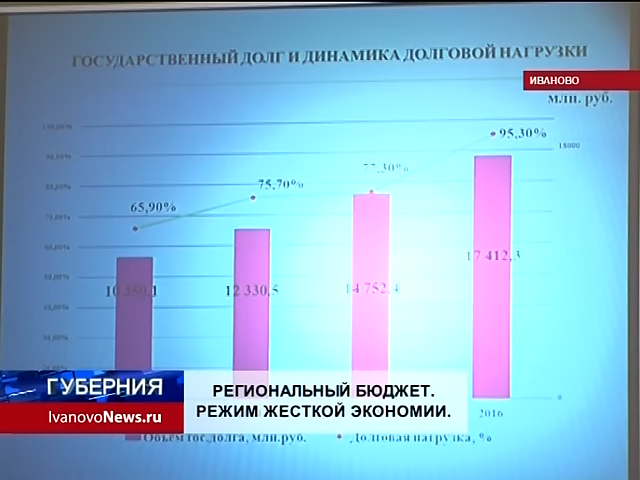 ГОСУДАРСТВЕННЫЙ ДОЛГ И ДИНАМИКА ДОЛГОВОЙ НАГРУЗКИ
ИВАНОВО
млн. руб.
95,30%
18000
77,30%
75,70%
65,90%
17 412,3
14 752,4
12 330,5
0
2016
ГУБЕРНИЯ
IvanovoNews.ru
РЕГИОНАЛЬНЫЙ БЮДЖЕТ.
РЕЖИМ ЖЕСТКОЙ ЭКОНОМИИ.
Объем гос.долга, млн.руб.
Долговая нагрузка, %